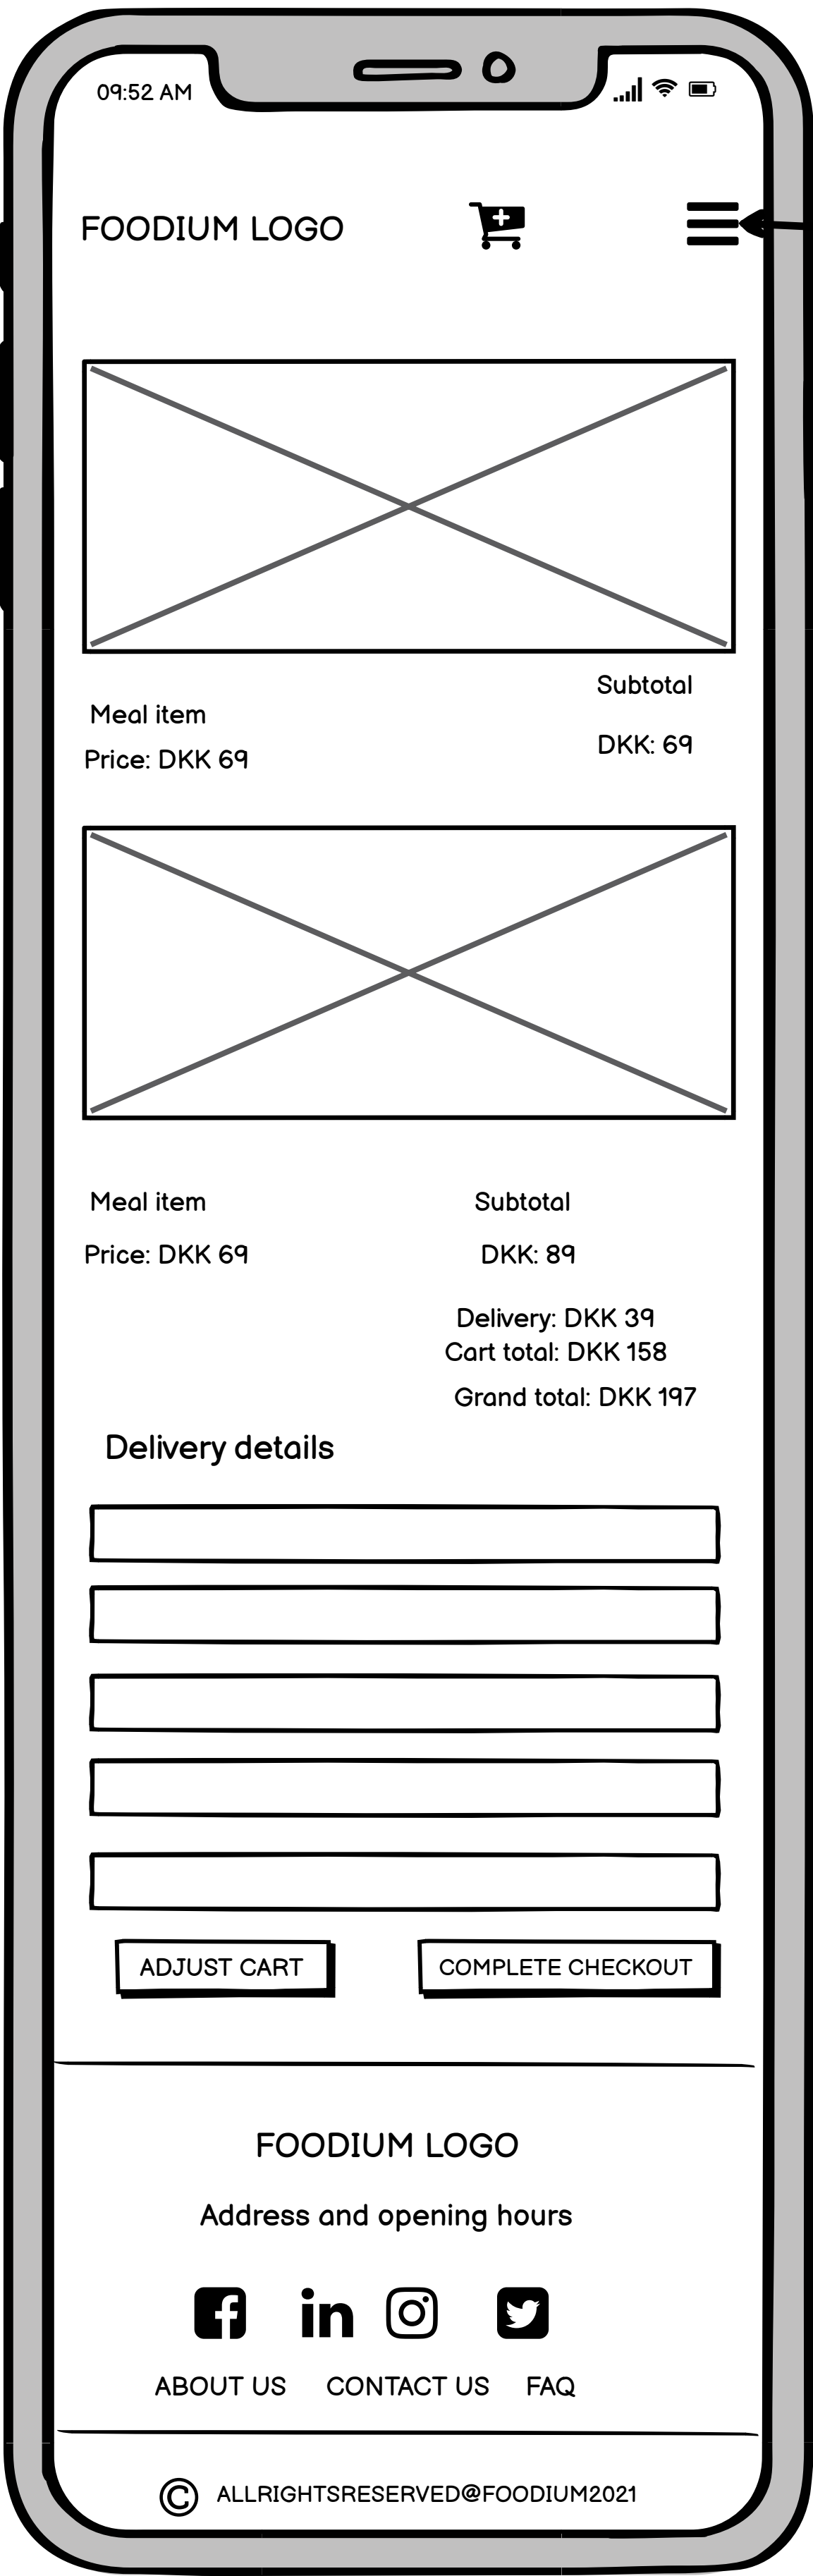 09:52 AM
FOODIUM LOGO
Subtotal
Meal item
DKK: 69
Price: DKK 69
Meal item Subtotal
Price: DKK 69 DKK: 89
Delivery: DKK 39
Cart total: DKK 158
Grand total: DKK 197
Delivery details
ADJUST CART COMPLETE CHECKOUT
FOODIUM LOGO
Address and opening hours
ABOUT US CONTACT US FAQ
© ALLRIGHTSRESERVED@FOODIUM2021